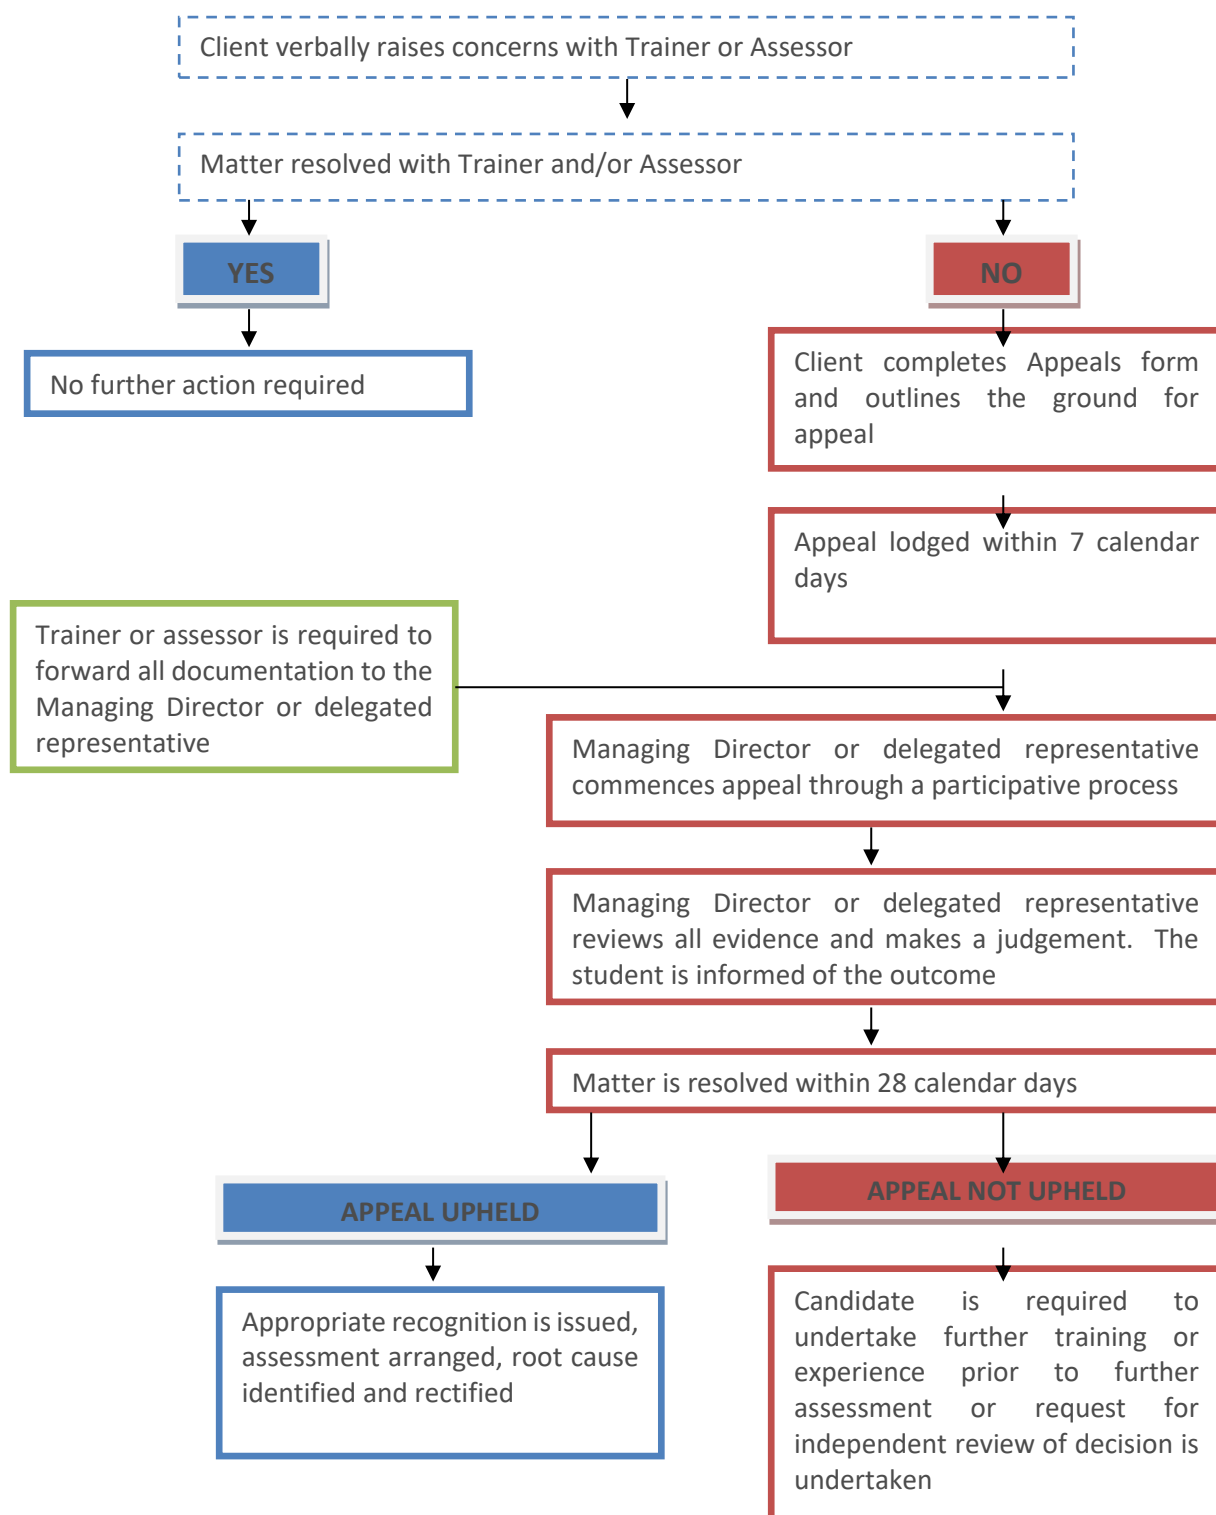 Client verbally raises concerns with Trainer or Assessor
Matter resolved with Trainer and/or Assessor
YES
NO
No further action required
Client completes Appeals form
and outlines the ground for
appeal
Appeal lodged within 7 calendar
days
Trainer or assessor is required to
forward all documentation to the
Managing Director or delegated
representative
Managing Director or delegated representative
commences appeal through a participative process
Managing Director or delegated representative
reviews all evidence and makes a judgement. The
student is informed of the outcome
Matter is resolved within 28 calendar days
APPEAL UPHELD
APPEAL NOT UPHELD
Appropriate recognition is issued,
assessment arranged, root cause
identified and rectified
Candidate is required to
undertake further training or
experience prior to further
assessment or request for
independent review of decision is
undertaken